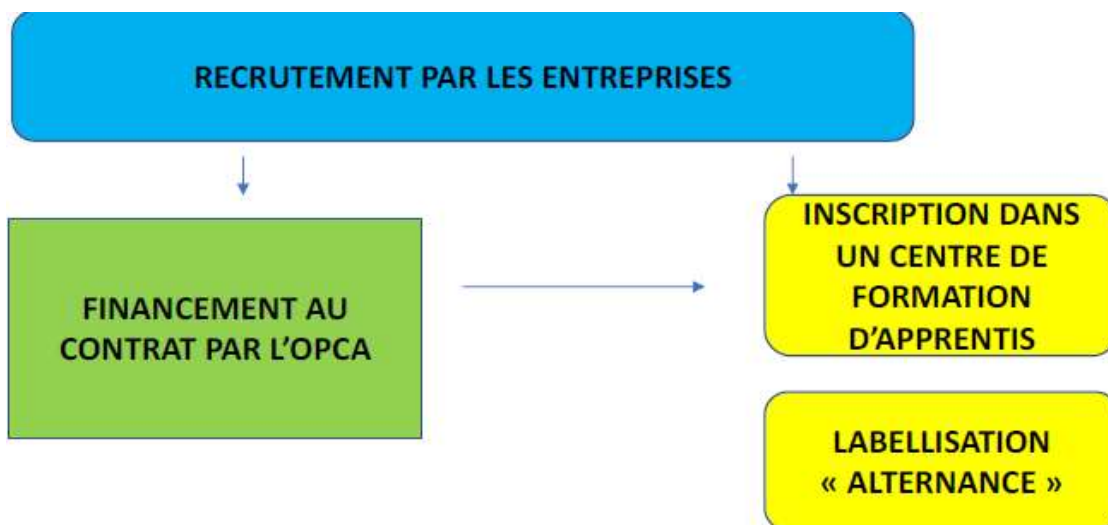 RECRUTEMENT PAR LES ENTREPRISES
FINANCEMENT AU
CONTRAT PAR L'OPCA
INSCRIPTION DANS
UN CENTRE DE
FORMATION
D'APPRENTIS
LABELLISATION
« ALTERNANCE »